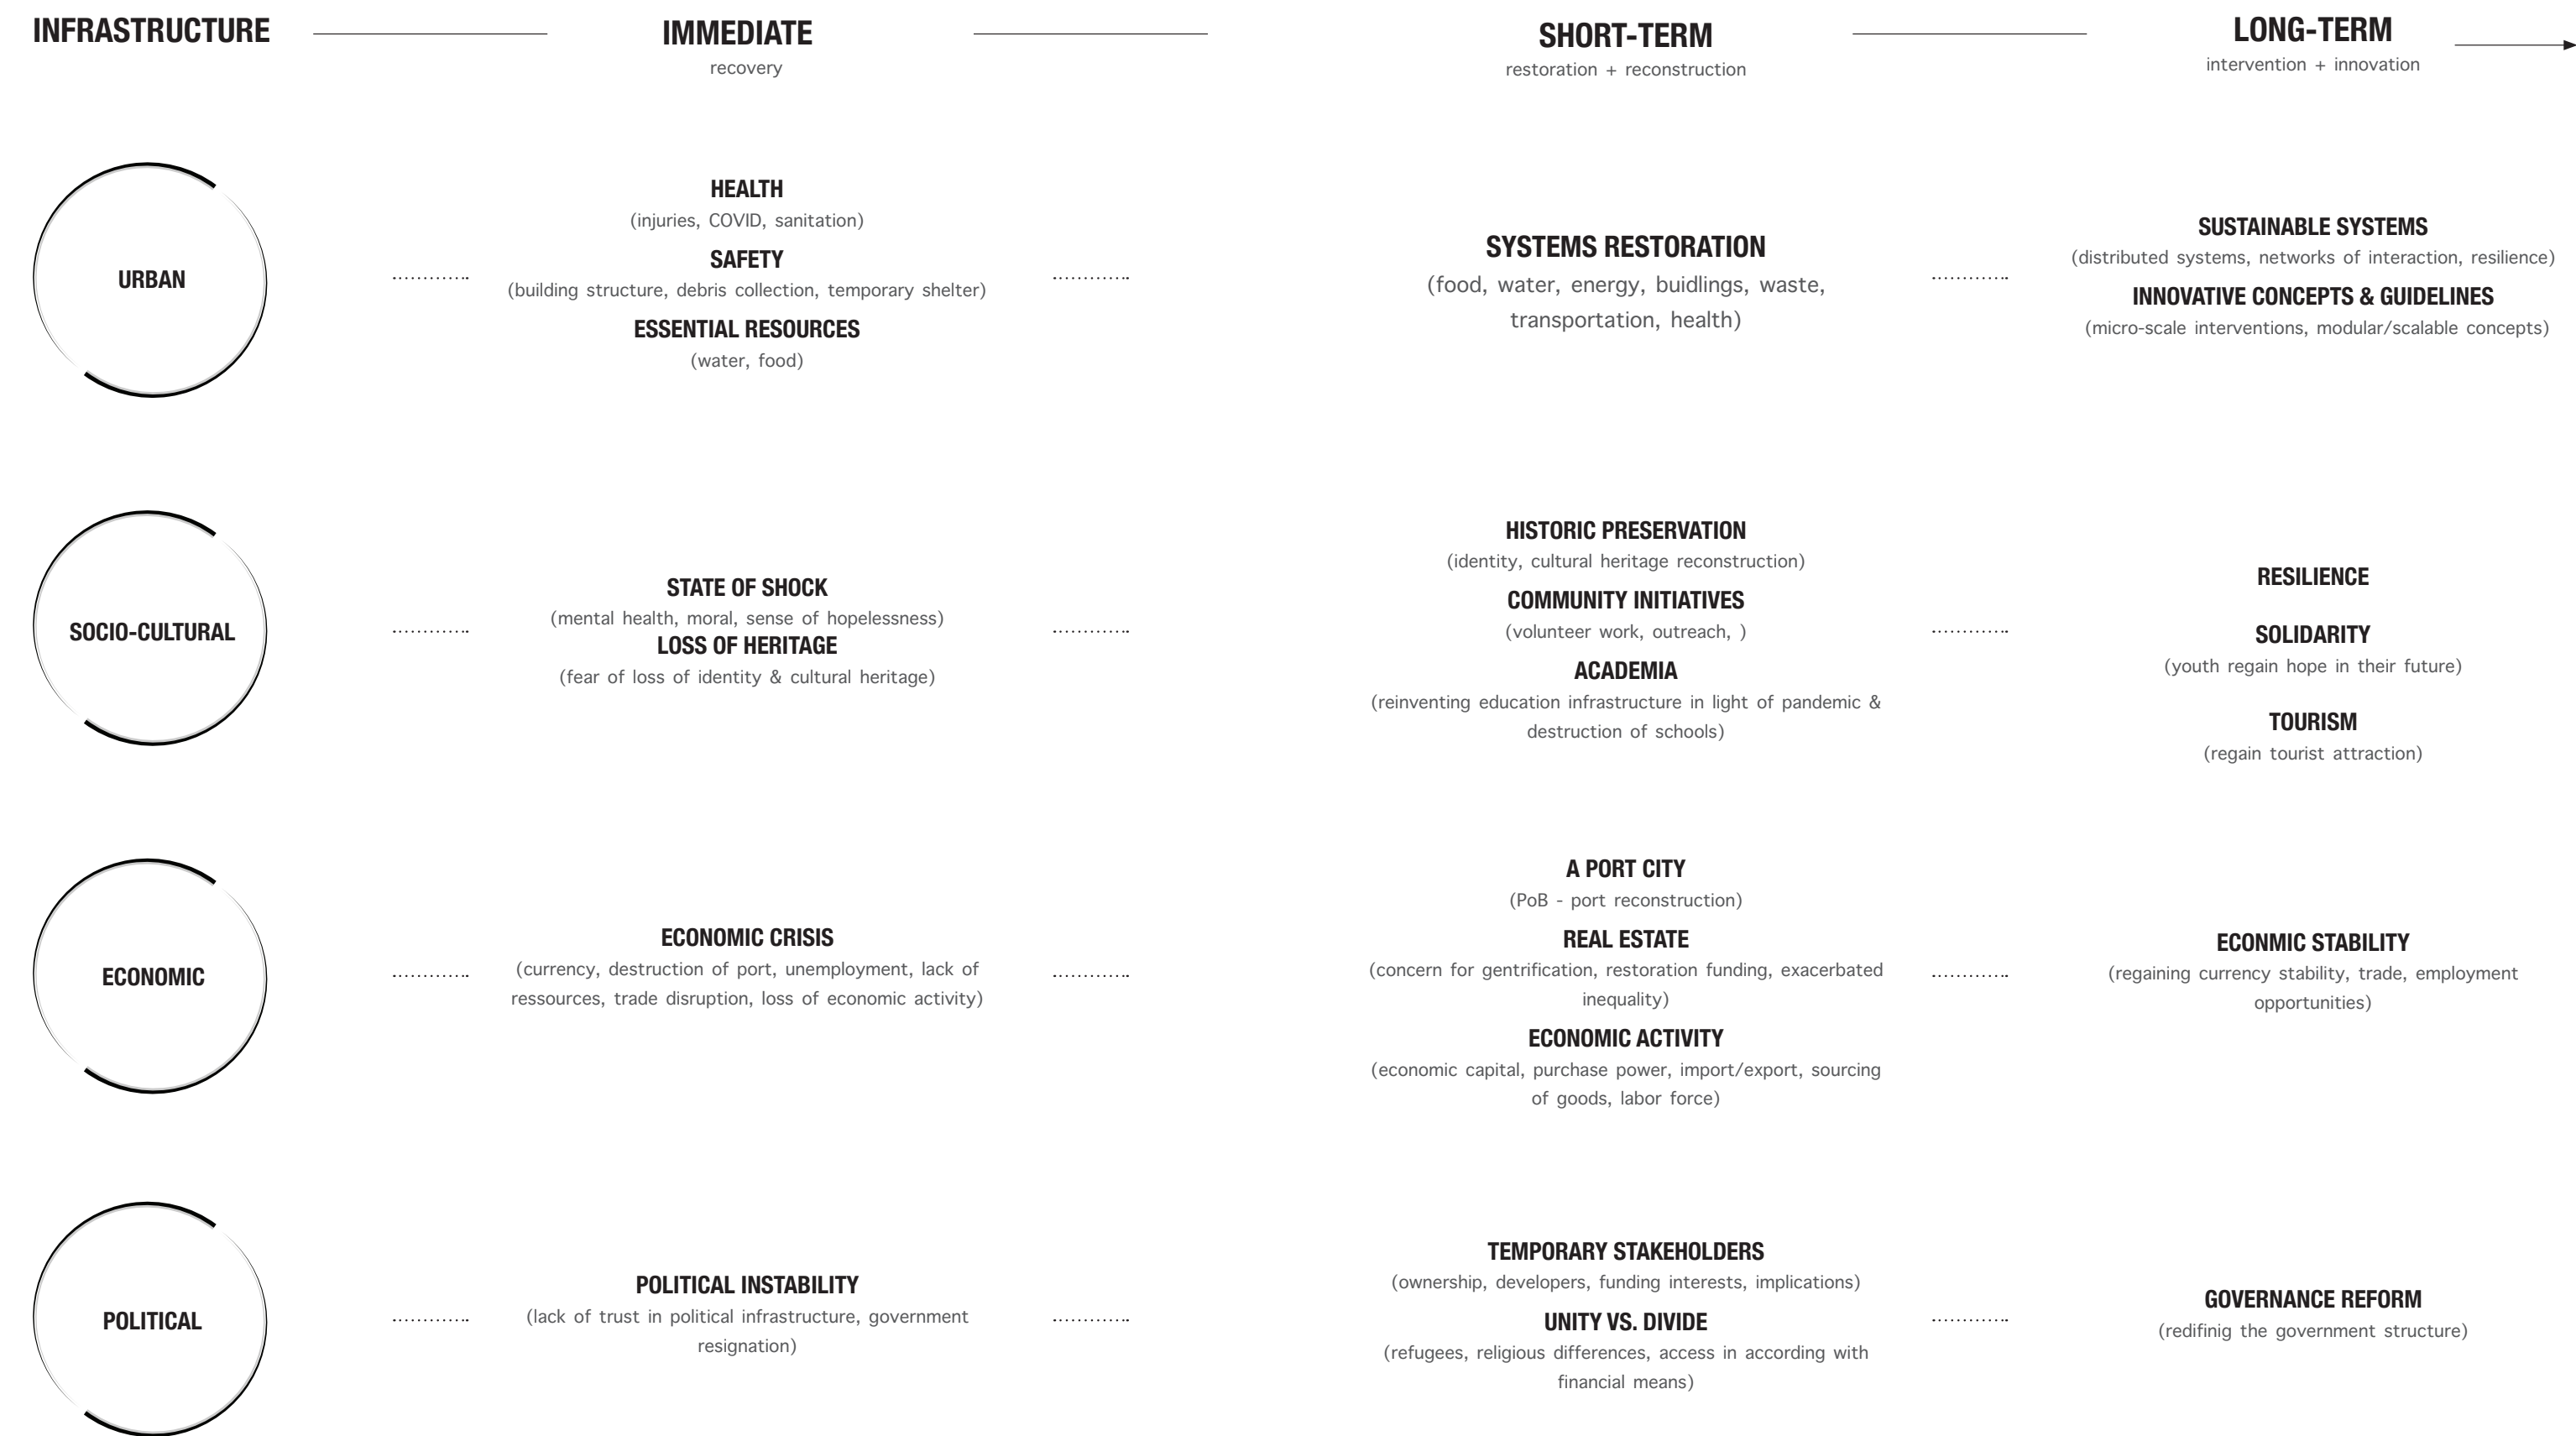 INFRASTRUCTURE
IMMEDIATE
recovery
SHORT-TERM
restoration + reconstruction
LONG-TERM
intervention + innovation
URBAN
HEALTH
(injuries, COVID, sanitation)
SAFETY
(building structure, debris collection, temporary shelter)
ESSENTIAL RESOURCES
(water, food)
SYSTEMS RESTORATION
(food, water, energy, buidlings, waste,
transportation, health)
SUSTAINABLE SYSTEMS
(distributed systems, networks of interaction, resilience)
INNOVATIVE CONCEPTS & GUIDELINES
(micro-scale interventions, modular/scalable concepts)
SOCIO-CULTURAL
STATE OF SHOCK
(mental health, moral, sense of hopelessness)
LOSS OF HERITAGE
(fear of loss of identity & cultural heritage)
HISTORIC PRESERVATION
(identity, cultural heritage reconstruction)
COMMUNITY INITIATIVES
(volunteer work, outreach, )
ACADEMIA
(reinventing education infrastructure in light of pandemic &
destruction of schools)
RESILIENCE
SOLIDARITY
(youth regain hope in their future)
TOURISM
(regain tourist attraction)
ECONOMIC
ECONOMIC CRISIS
(currency, destruction of port, unemployment, lack of
ressources, trade disruption, loss of economic activity)
A PORT CITY
(PoB - port reconstruction)
REAL ESTATE
(concern for gentrification, restoration funding, exacerbated
inequality)
ECONOMIC ACTIVITY
(economic capital, purchase power, import/export, sourcing
of goods, labor force)
ECONMIC STABILITY
(regaining currency stability, trade, employment
opportunities)
POLITICAL
POLITICAL INSTABILITY
(lack of trust in political infrastructure, government
resignation)
TEMPORARY STAKEHOLDERS
(ownership, developers, funding interests, implications)
UNITY VS. DIVIDE
(refugees, religious differences, access in according with
financial means)
GOVERNANCE REFORM
(redifinig the government structure)